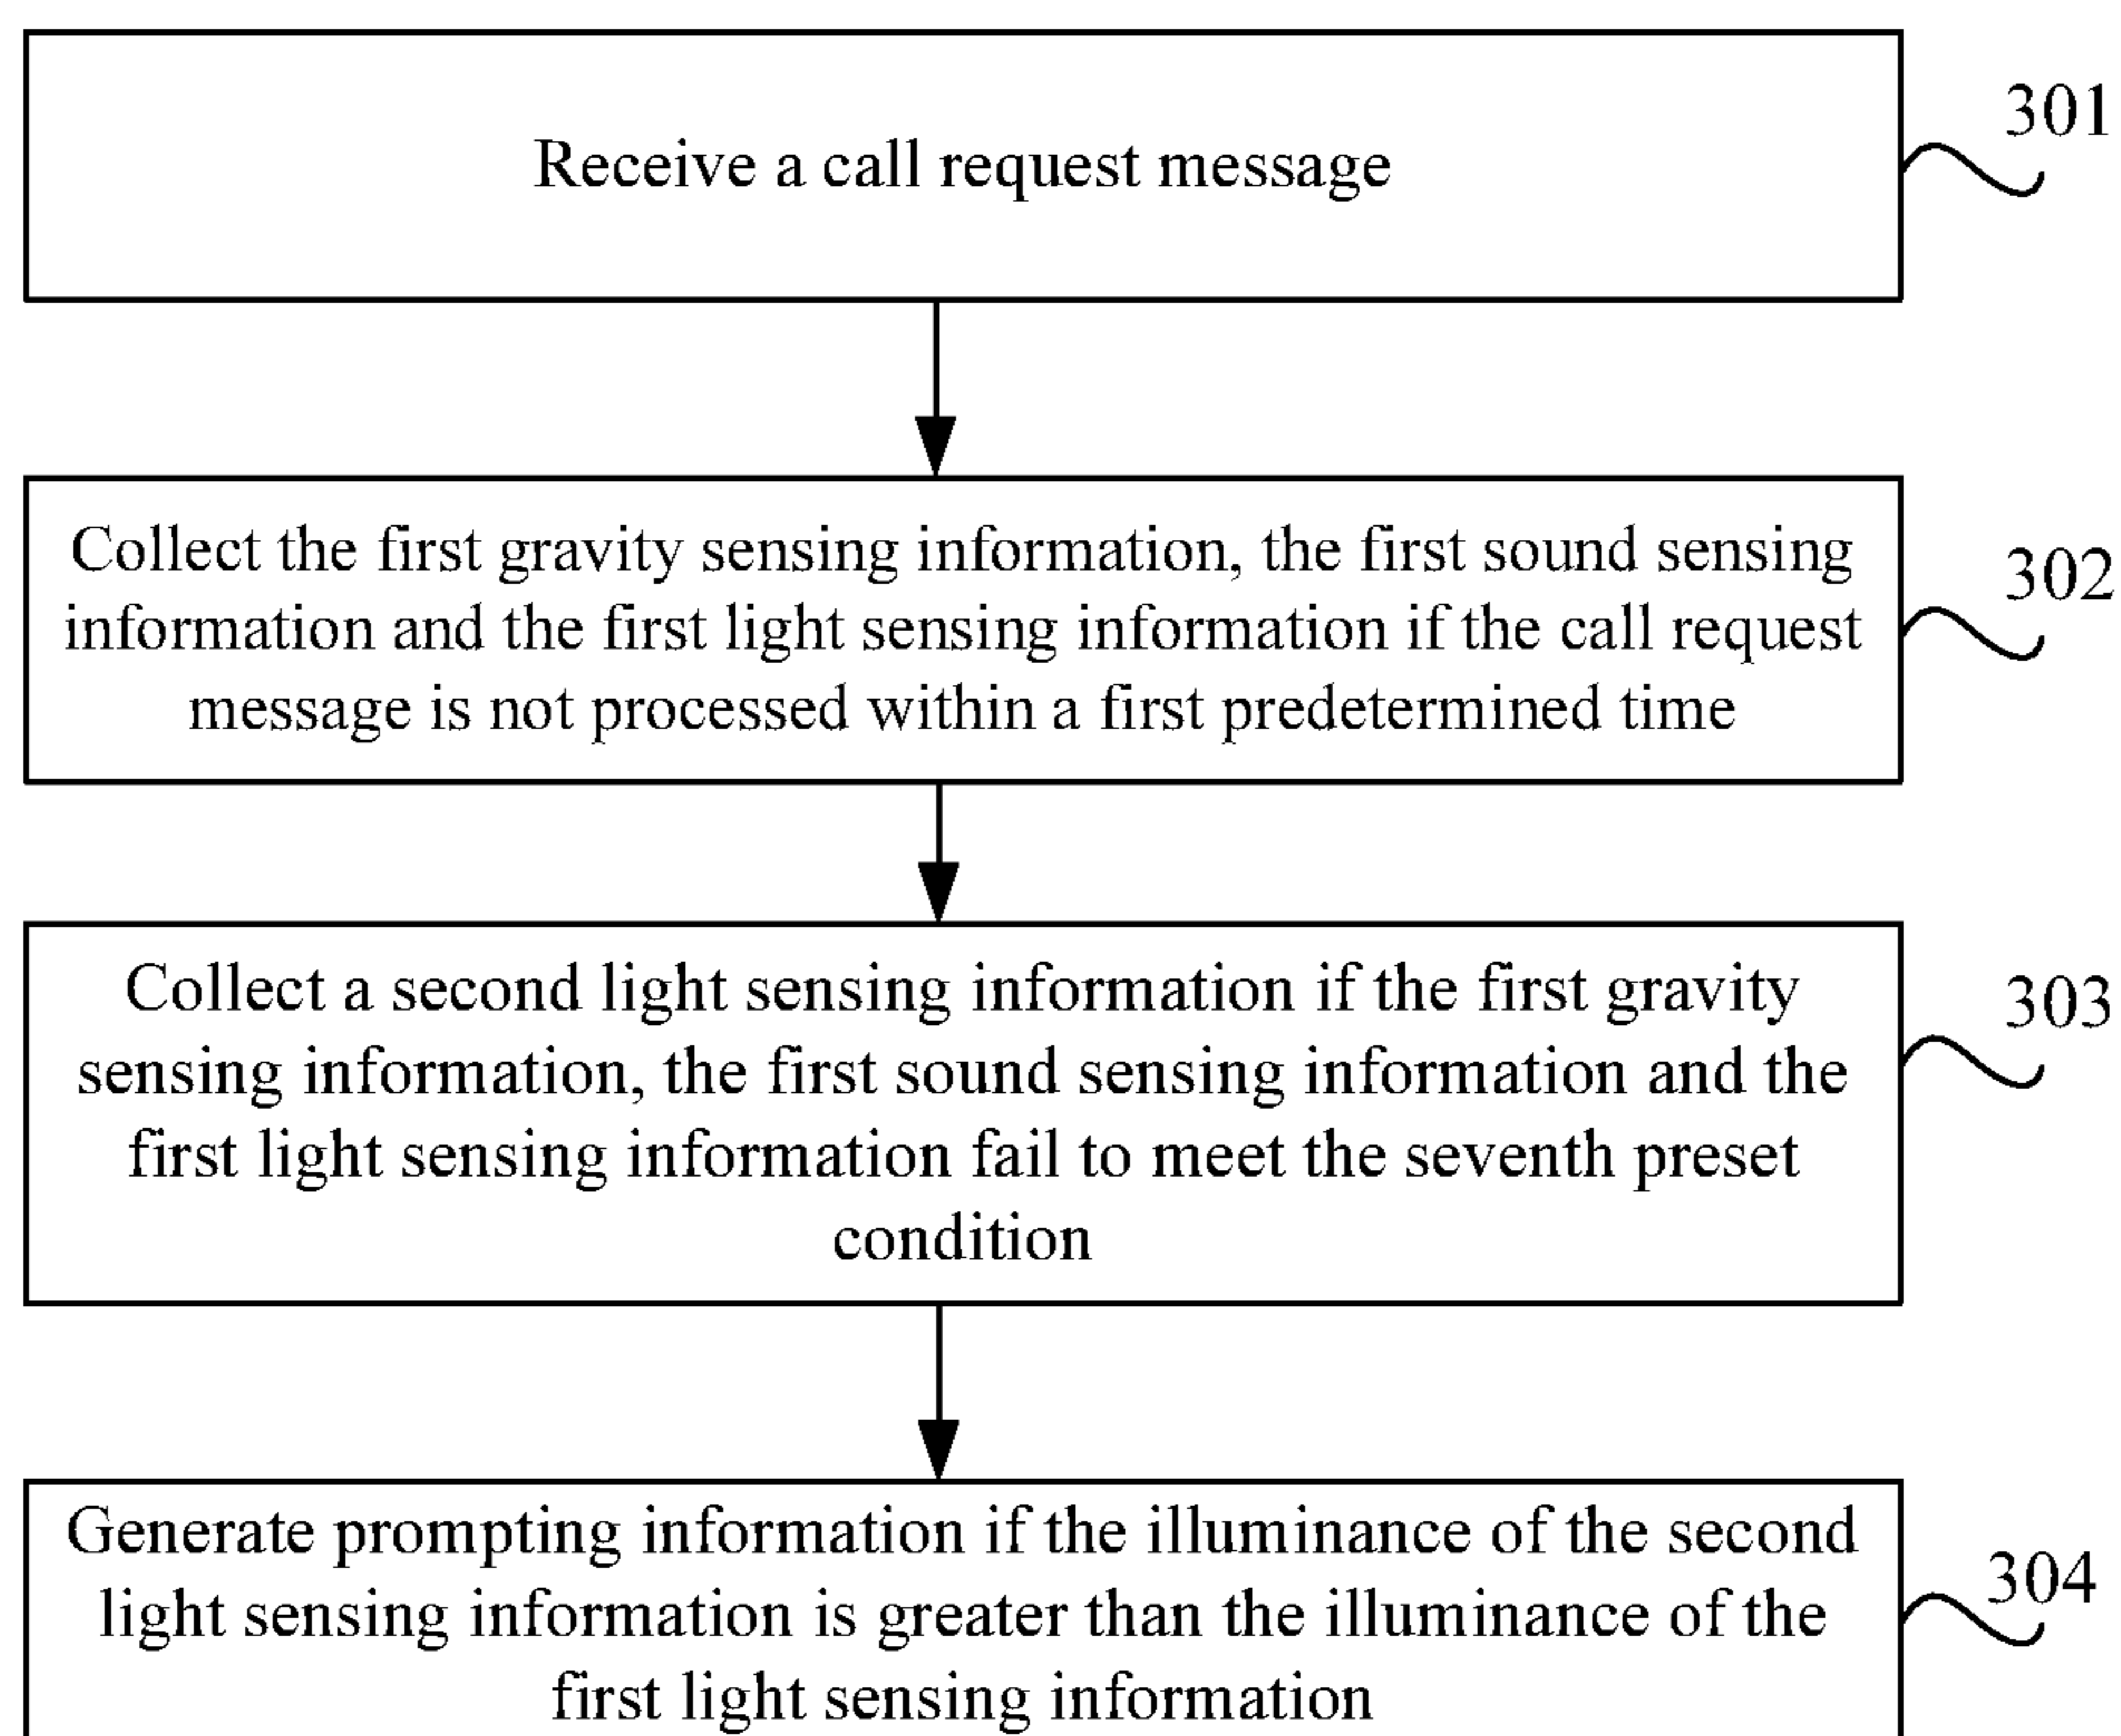 Receive a call request message
301
Collect the first gravity sensing information, the first sound sensing
information and the first light sensing information if the call request
message is not processed within a first predetermined time
302
Collect a second light sensing information if the first gravity
sensing information, the first sound sensing information and the
first light sensing information fail to meet the seventh preset
condition
303
Generate prompting information if the illuminance of the second
light sensing information is greater than the illuminance of the
first light sensing information
304